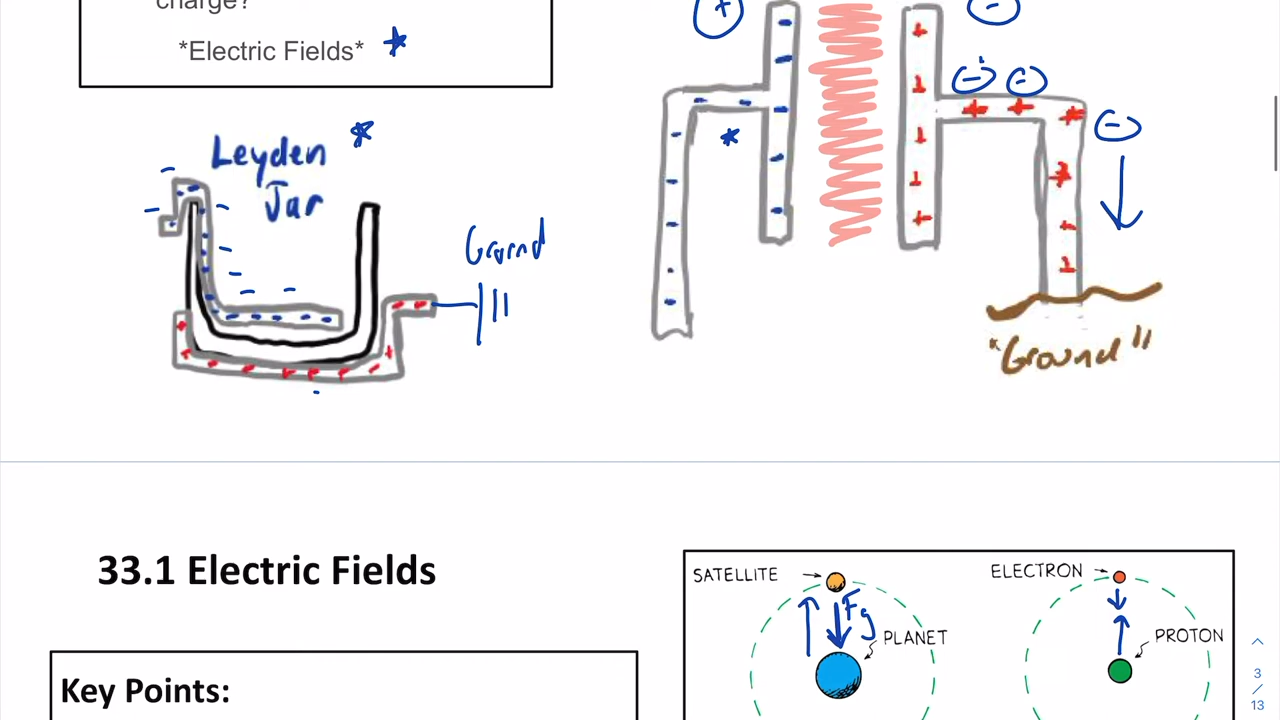 charge?
*Electric Fields*
Leyden
Jar
Ground
"Ground"
33.1 Electric Fields
Key Points:
SATELLITE
Fg
PLANET
ELECTRON
PROTON
3
/
13